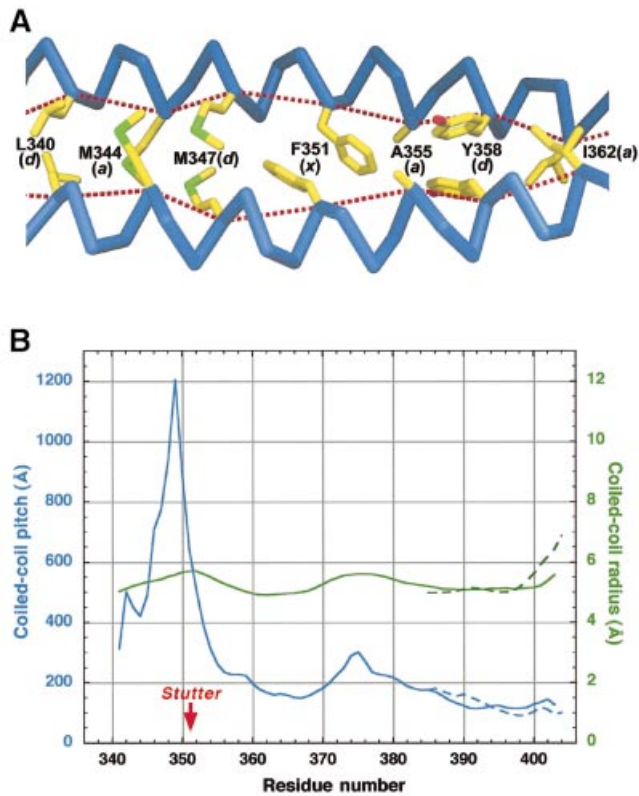 A
L340
(d)
M344
(a)
M347(d)
F351
(x)
A355
(a)
Y358
(d)
I362(a)
B
Coiled-coil pitch (Å)
1200
1000
800
600
400
200
0
12
10
8
6
4
2
0
Coiled-coil radius (Å)
Stutter
340
350
360
370
380
390
400
Residue number